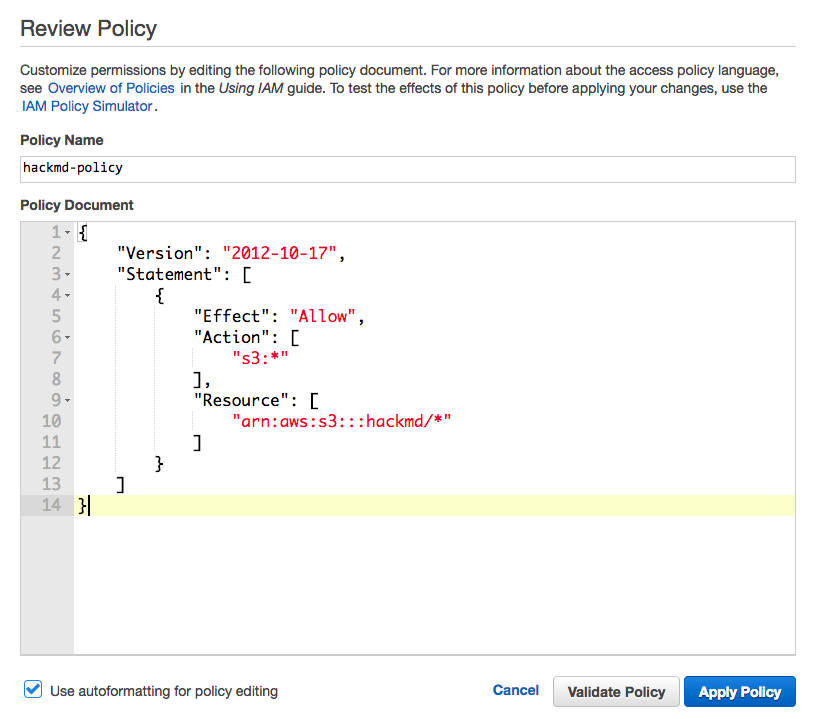 Review Policy
Customize permissions by editing the following policy document. For more information about the access policy language,
see Overview of Policies in the Using IAM guide. To test the effects of this policy before applying your changes, use the
IAM Policy Simulator.
Policy Name
hackmd-policy
Policy Document
1 {
2 "Version": "2012-10-17",
3 "Statement": [
4 {
5 "Effect": "Allow",
6 "Action": [
7 "s3:*"
8 ],
9 "Resource": [
10 "arn:aws:s3:::hackmd/*"
11 ]
12 }
13 ]
14 }
Use autoformatting for policy editing Cancel Validate Policy Apply Policy